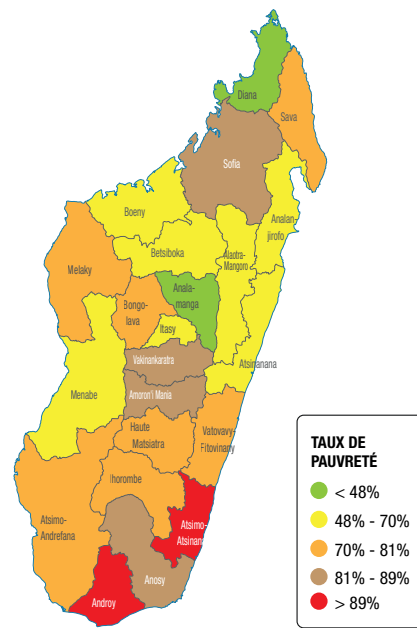 Diana
Sava
Sofia
Boeny
Analan
jirofo
Betsiboka
Alaotra-
Mangoro
Melaky
Anala-
manga
Bongo-
lava
Itasy
Vakinankaratra
Atsinanana
Amoron'i Mania
Menabe
Haute
Matsiatra
Vatovavy-
Fitovinany
Ihorombe
Atsimo-
Andrefana
Atsimo-
Atsinana
Anosy
Androy
TAUX DE
PAUVRETÉ
< 48%
48% - 70%
70% - 81%
81% - 89%
> 89%